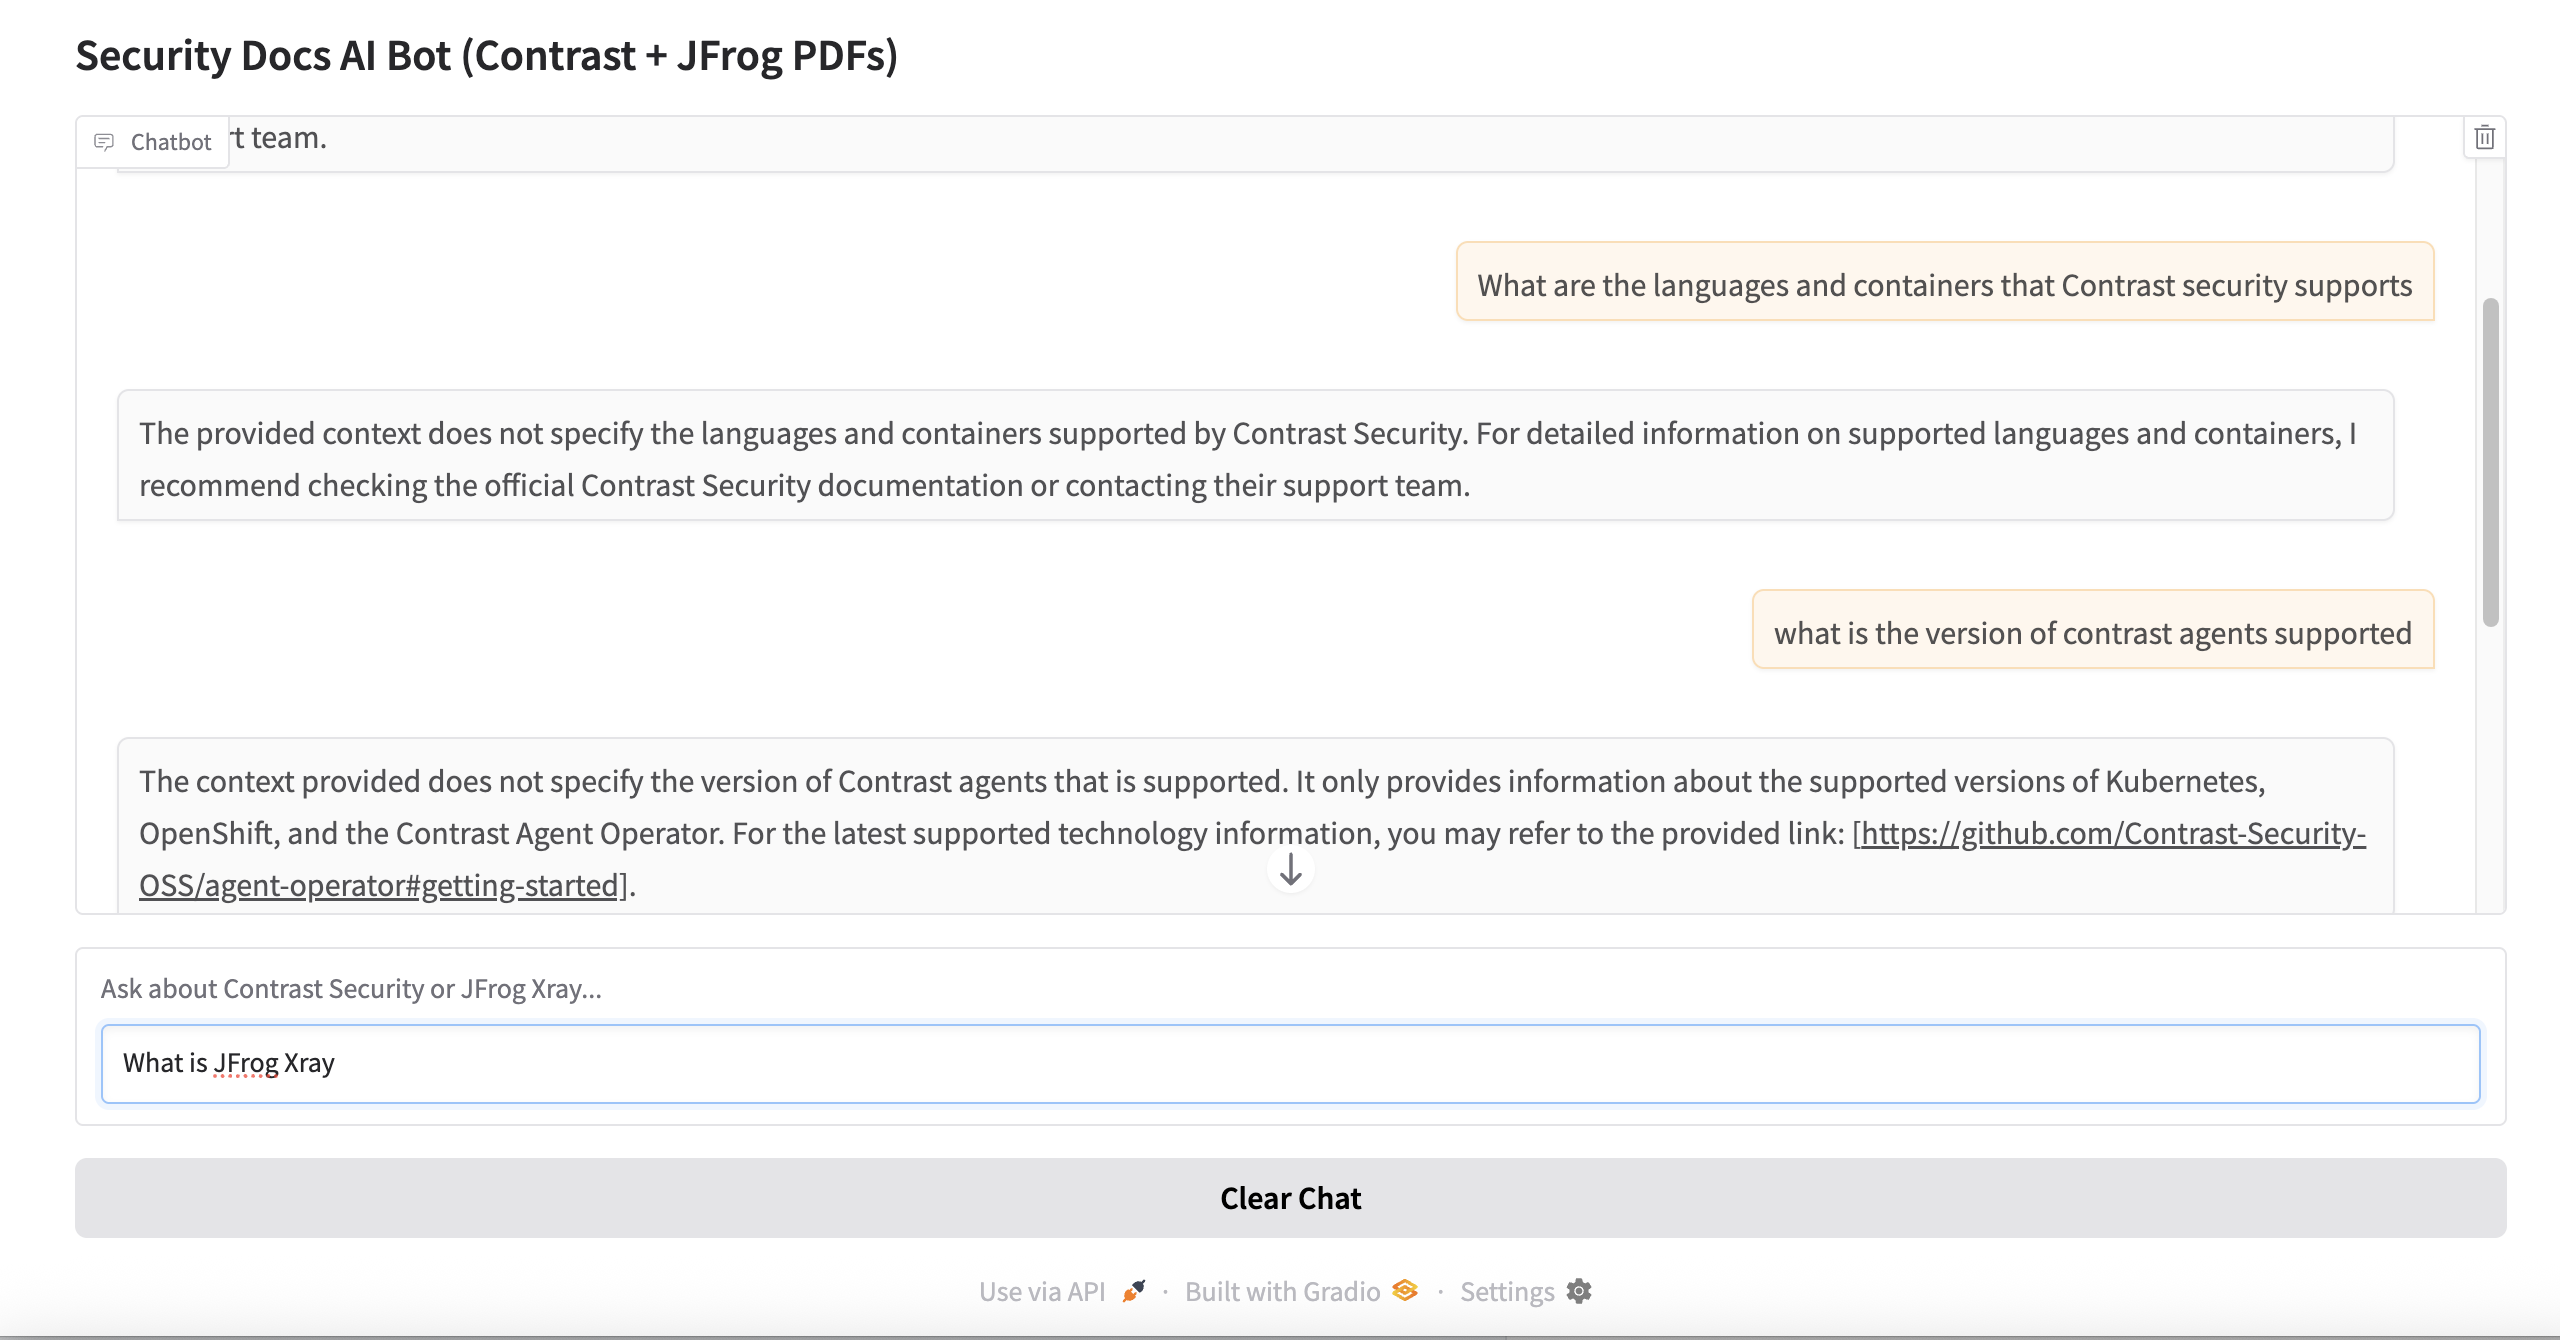 Security Docs AI Bot (Contrast + JFrog PDFs)
Chatbot
rt team.
What are the languages and containers that Contrast security supports
The provided context does not specify the languages and containers supported by Contrast Security. For detailed information on supported languages and containers, I
recommend checking the official Contrast Security documentation or contacting their support team.
what is the version of contrast agents supported
The context provided does not specify the version of Contrast agents that is supported. It only provides information about the supported versions of Kubernetes,
OpenShift, and the Contrast Agent Operator. For the latest supported technology information, you may refer to the provided link: [https://github.com/Contrast-Security-
OSS/agent-operator#getting-started].
Ask about Contrast Security or JFrog Xray...
What is JFrog Xray
Clear Chat
Use via API · Built with Gradio · Settings